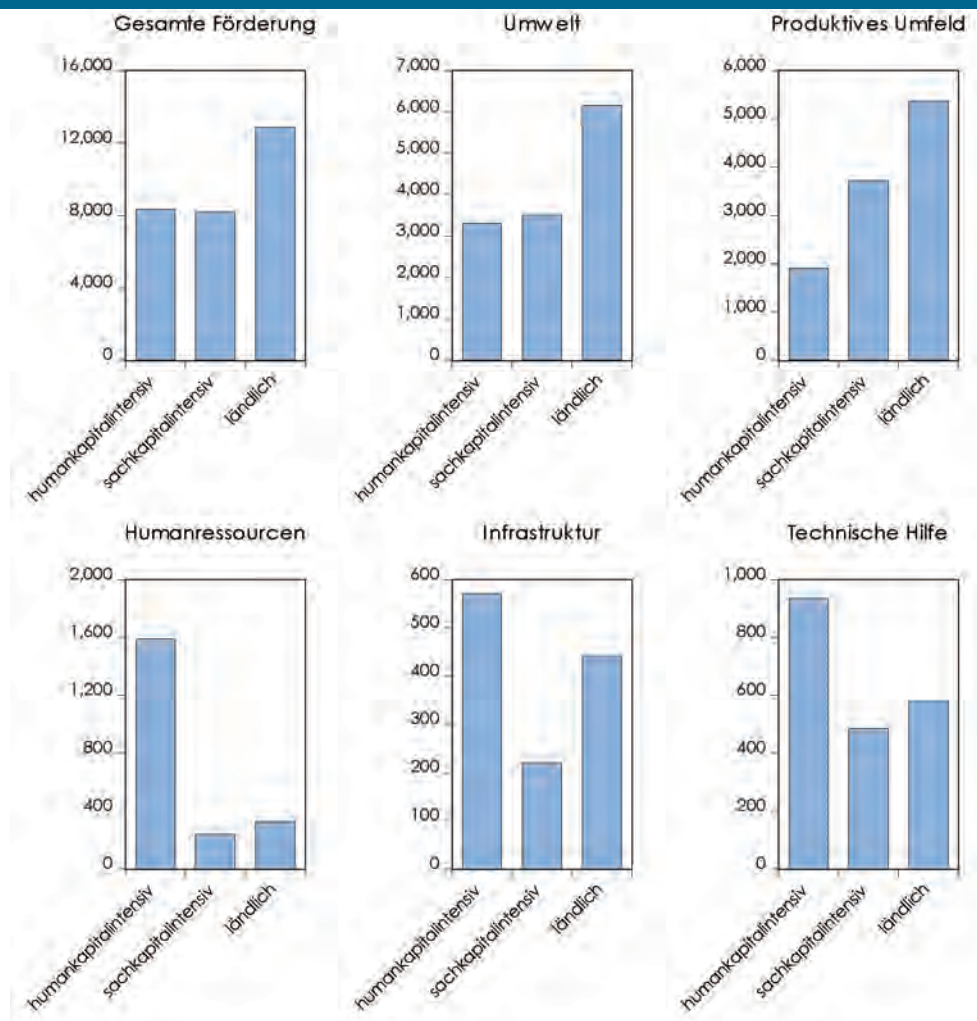 Gesamte Förderung
16,000
12,000
8,000
4,000
0
humankapitalintensiv
sachkapitalintensiv
ländlich
Umwelt
7,000
6,000
5,000
4,000
3,000
2,000
1,000
0
humankapitalintensiv
sachkapitalintensiv
ländlich
Produktives Umfeld
6,000
5,000
4,000
3,000
2,000
1,000
0
humankapitalintensiv
sachkapitalintensiv
ländlich
Humanressourcen
2,000
1,600
1,200
800
400
0
humankapitalintensiv
sachkapitalintensiv
ländlich
Infrastruktur
600
500
400
300
200
100
0
humankapitalintensiv
sachkapitalintensiv
ländlich
Technische Hilfe
1,000
800
600
400
200
0
humankapitalintensiv
sachkapitalintensiv
ländlich